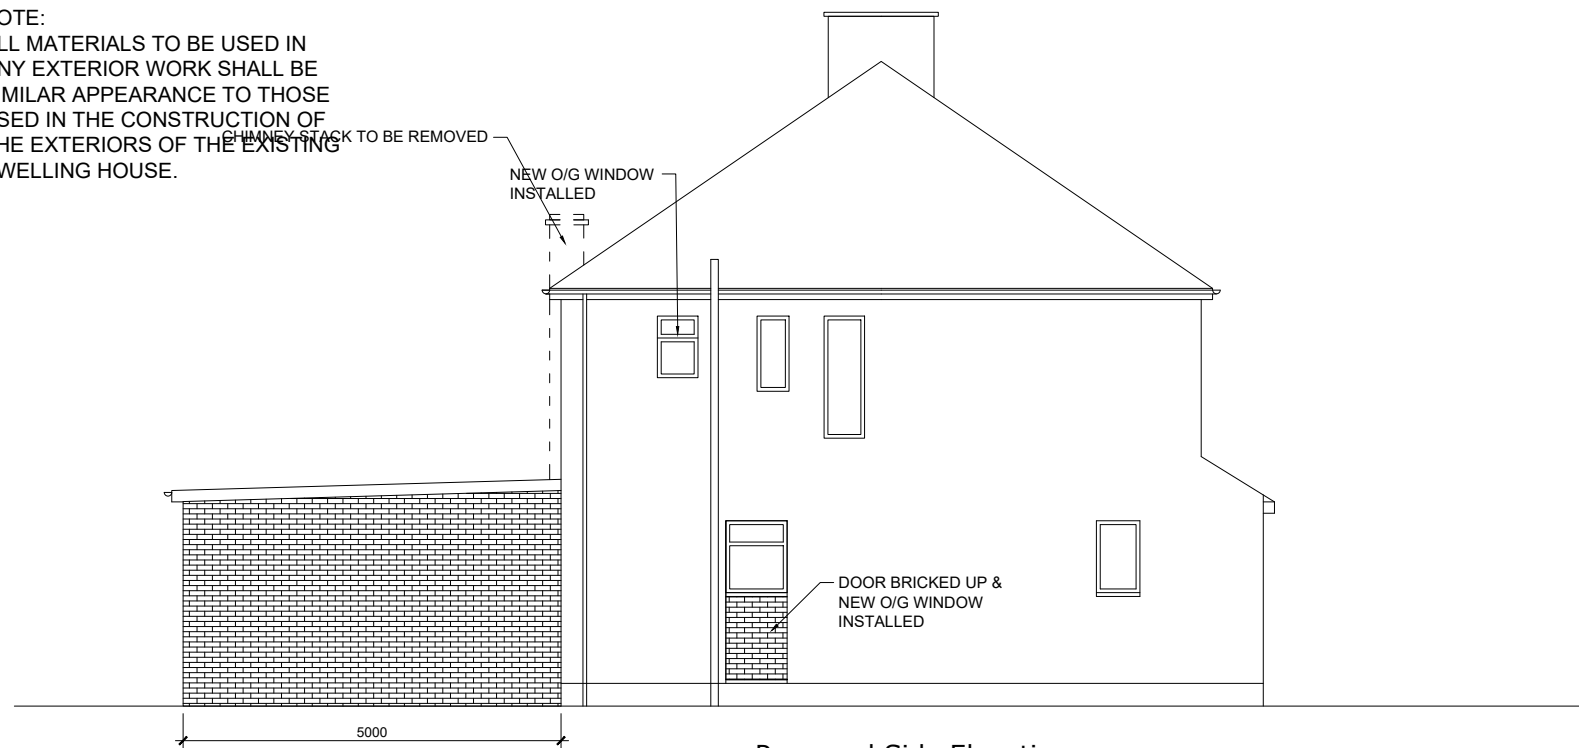 OTE:
LL MATERIALS TO BE USED IN
NY EXTERIOR WORK SHALL BE
IMILAR APPEARANCE TO THOSE
SED IN THE CONSTRUCTION OF
HE EXTERIORS OF THE EXISTING
WELLING HOUSE.
CHIMNEY STACK TO BE REMOVED
NEW O/G WINDOW
INSTALLED
DOOR BRICKED UP &
NEW O/G WINDOW
INSTALLED
5000
Side